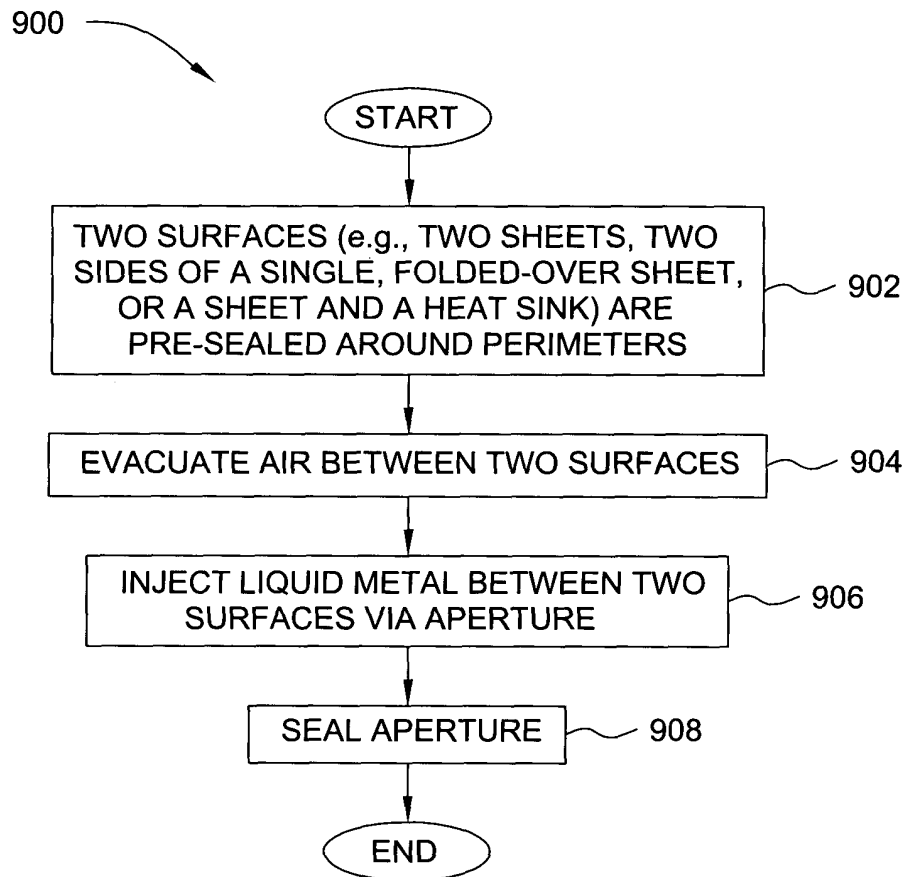 900
START
TWO SURFACES (e.g., TWO SHEETS, TWO
SIDES OF A SINGLE, FOLDED-OVER SHEET,
OR A SHEET AND A HEAT SINK) ARE
PRE-SEALED AROUND PERIMETERS
902
EVACUATE AIR BETWEEN TWO SURFACES
904
INJECT LIQUID METAL BETWEEN TWO
SURFACES VIA APERTURE
906
SEAL APERTURE
908
END